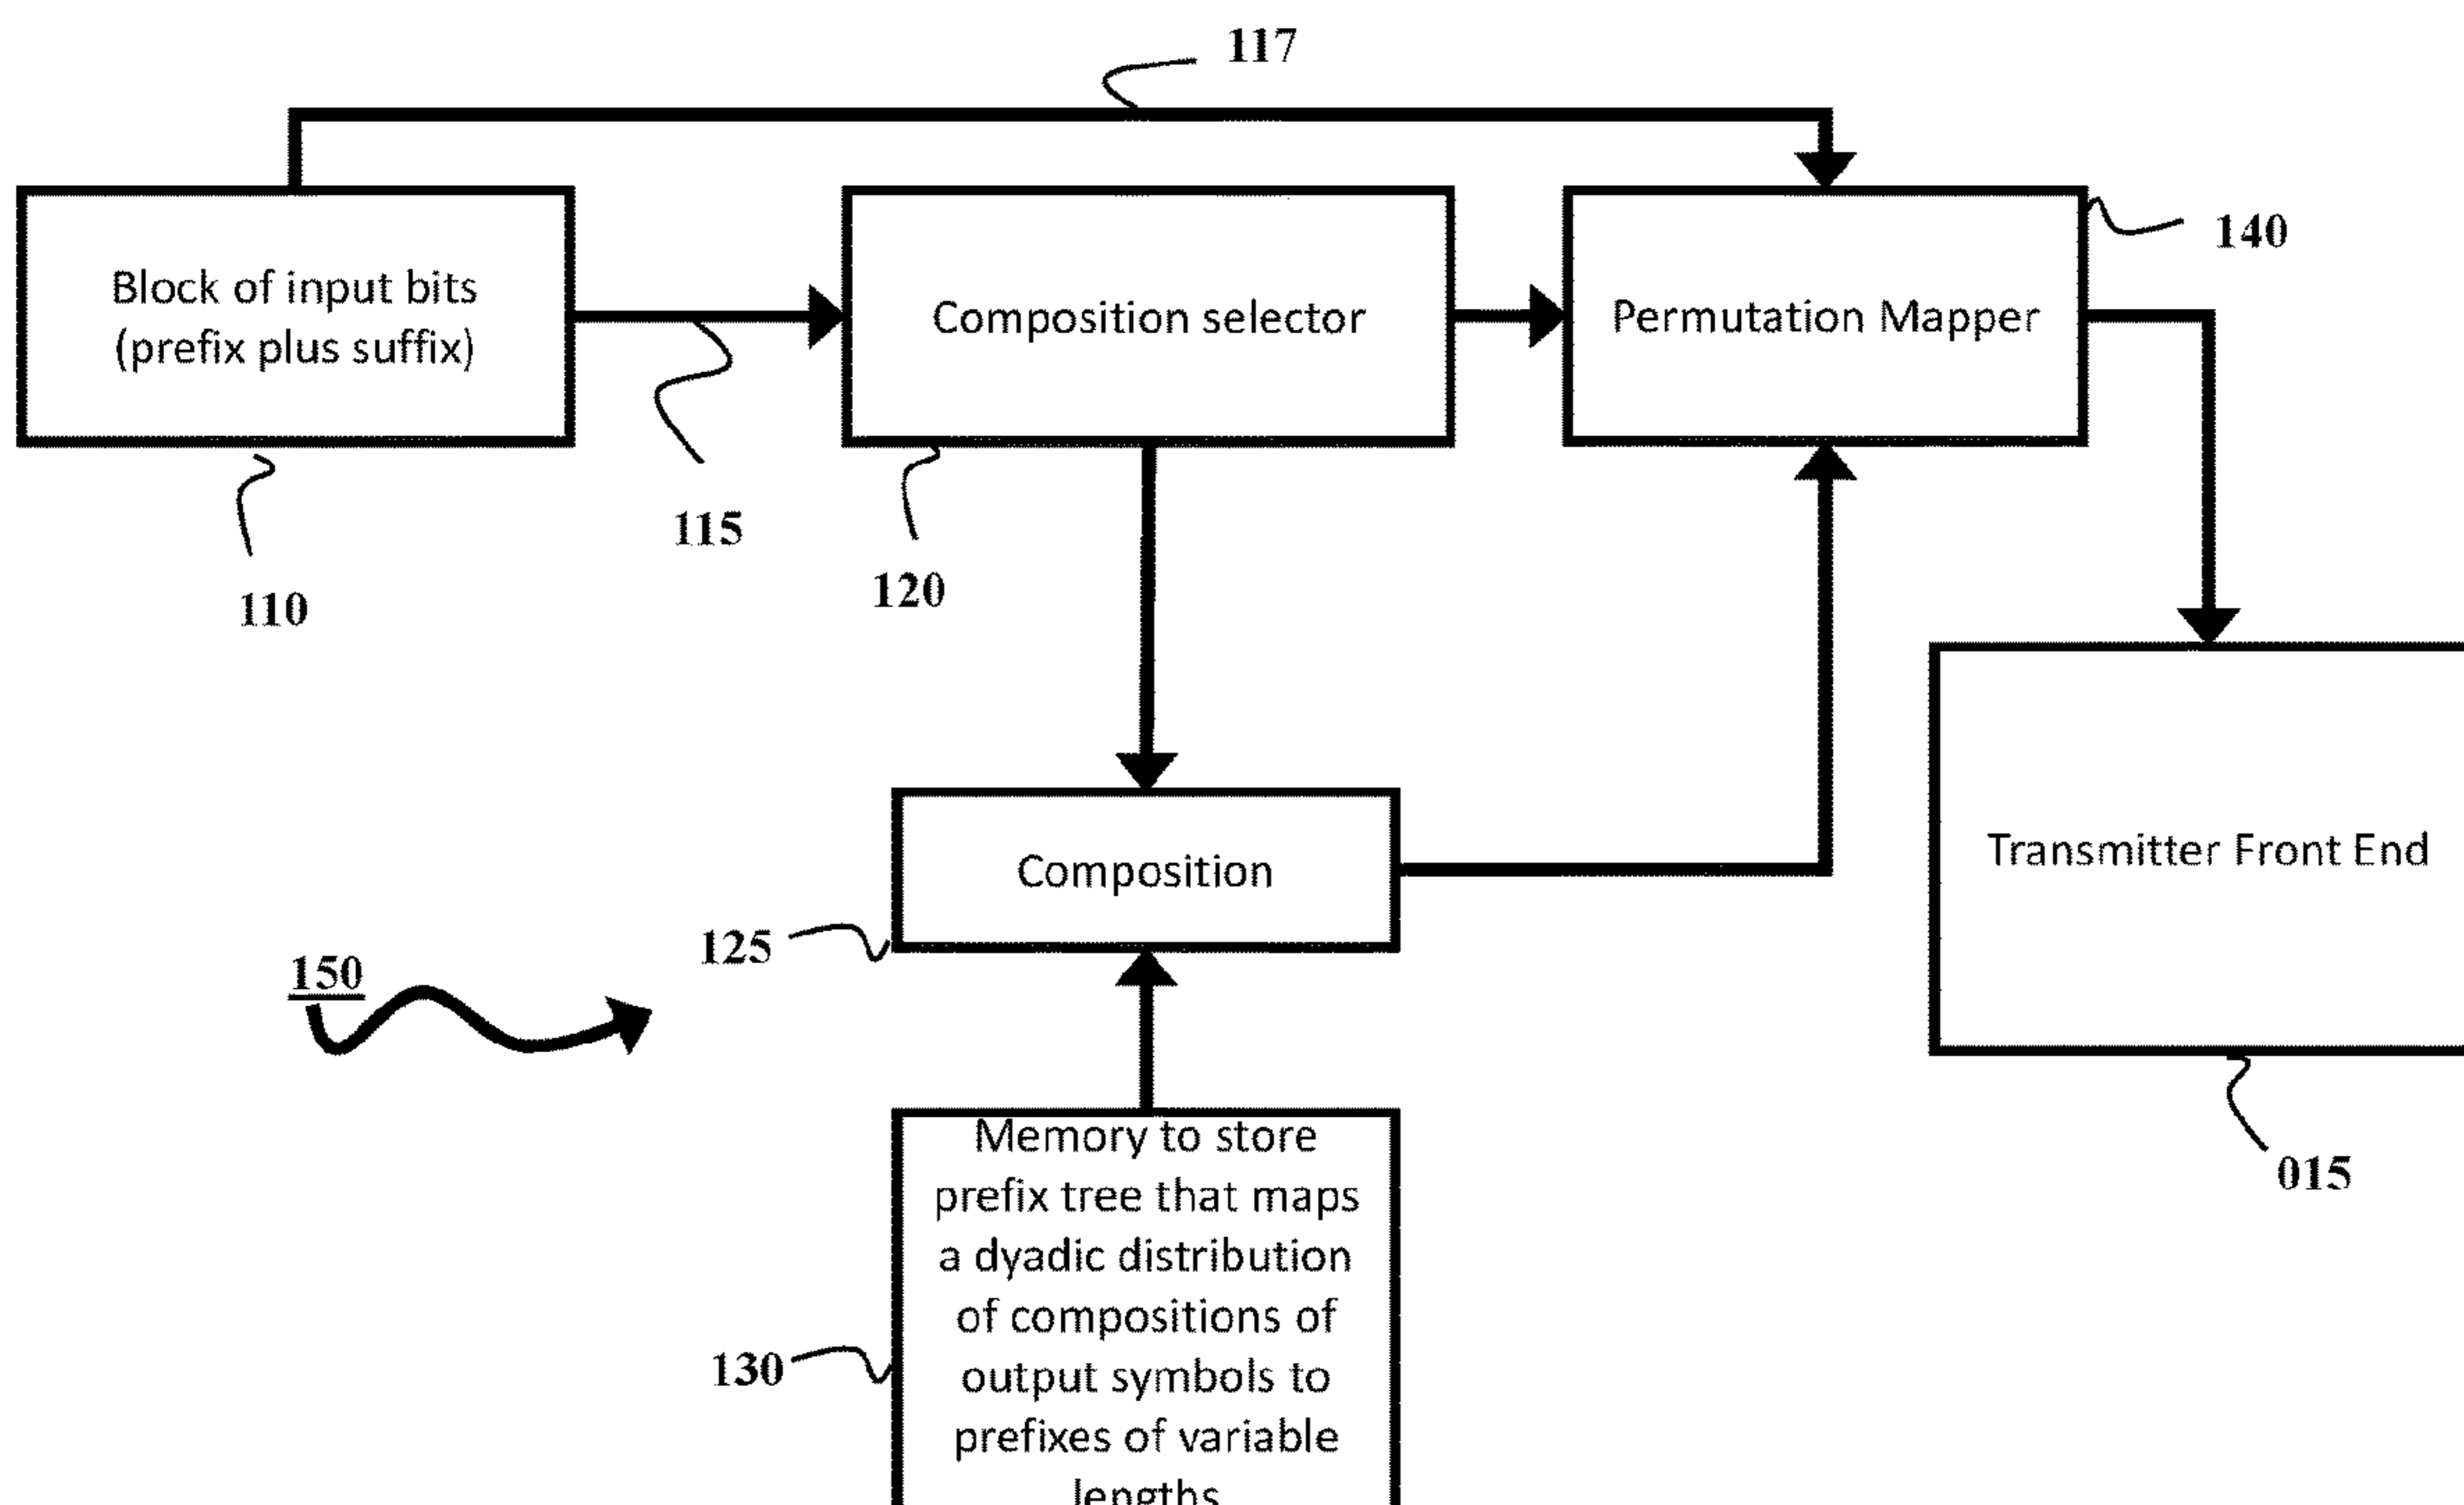 117
Block of input bits
(prefix plus suffix)
Composition selector
Permutation Mapper
140
115
120
110
Composition
Transmitter Front End
125
150
Memory to store
prefix tree that maps
a dyadic distribution
of compositions of
output symbols to
prefixes of variable
lengths
015
130